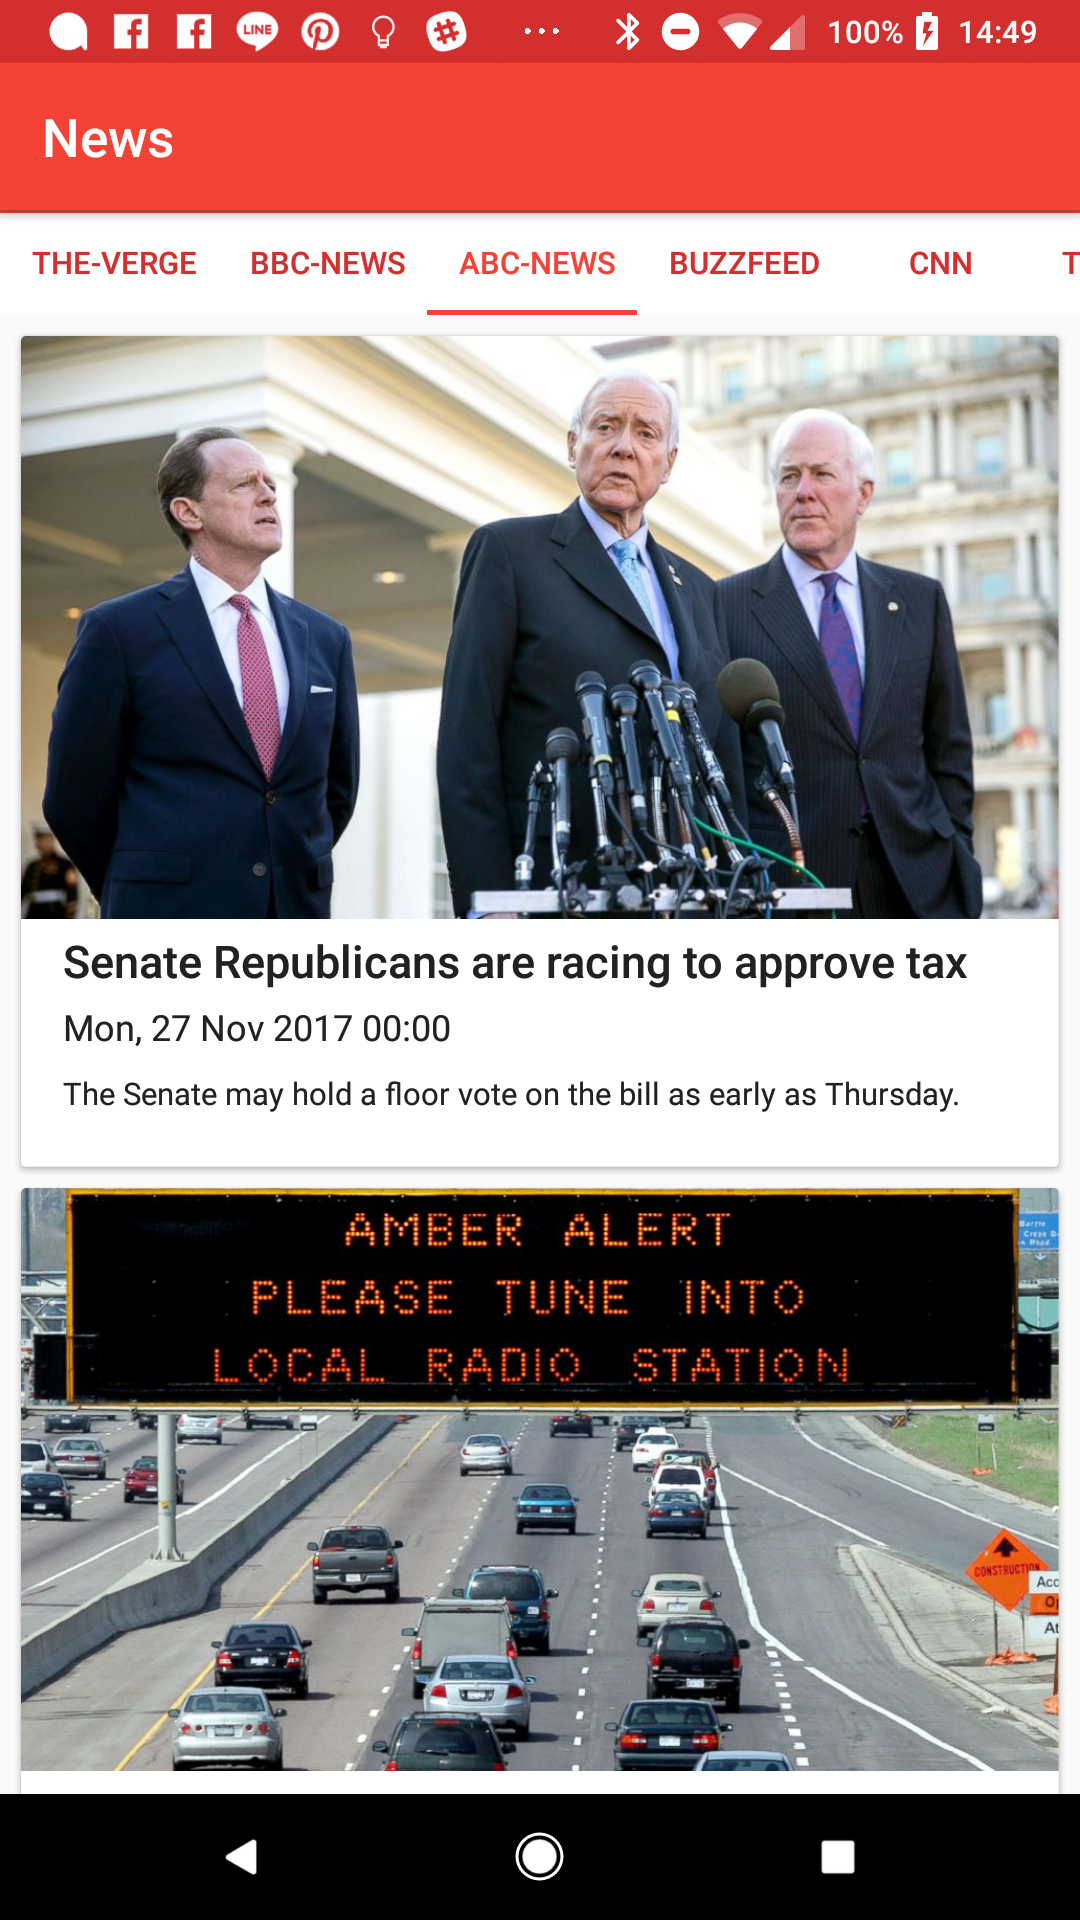 LINE
100% 14:49
News
THE-VERGE BBC-NEWS ABC-NEWS BUZZFEED CNN T
Senate Republicans are racing to approve tax
Mon, 27 Nov 2017 00:00
The Senate may hold a floor vote on the bill as early as Thursday.
AMBER ALERT
PLEASE TUNE INTO
LOCAL RADIO STATION
Barrie
Road
CONSTRUCTION